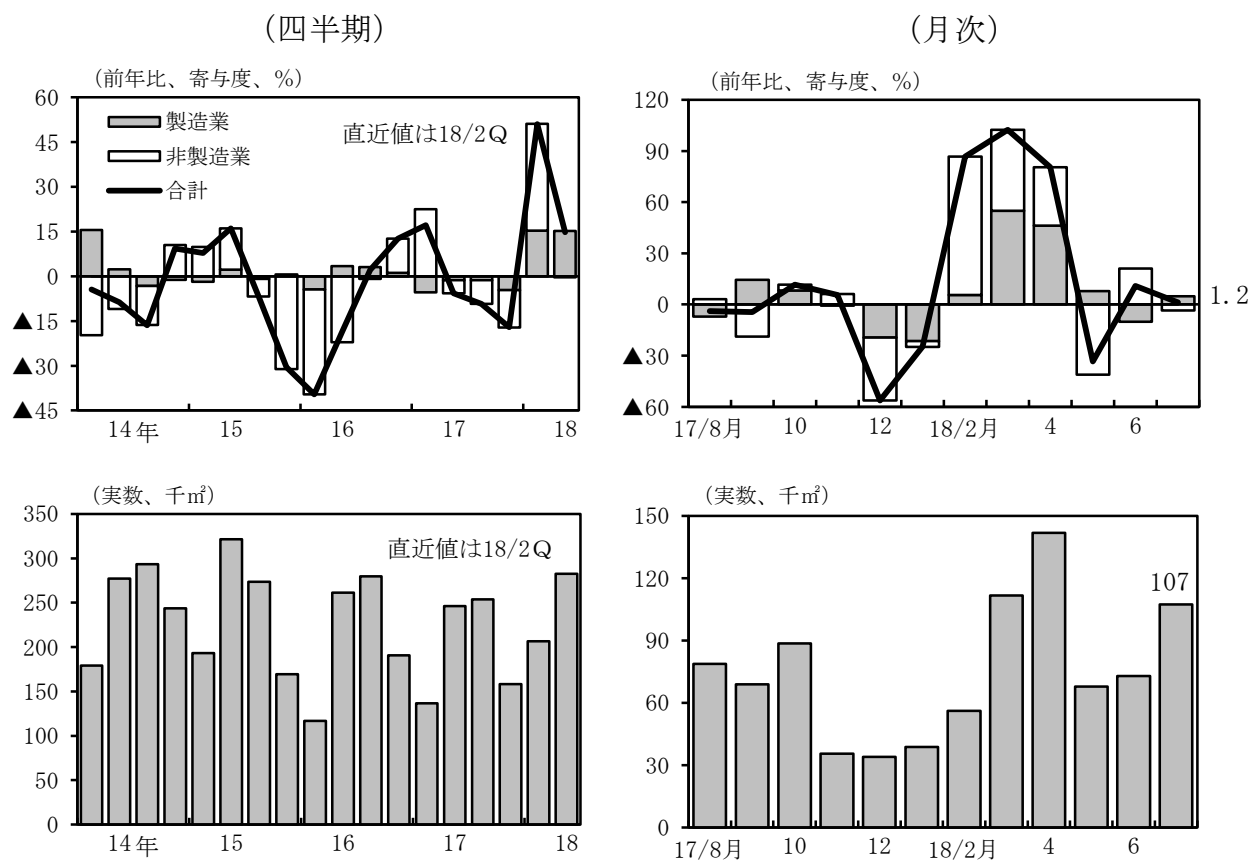 （四半期）
（前年比、寄与度、％）
60
45
30
15
0
▲ 15
▲ 30
▲ 45
製造業
非製造業
合計
直近値は18/2Q
14年 15 16 17 18
（月次）
（前年比、寄与度、％）
120
90
60
30
0
▲ 30
▲ 60
1.2
17/8月 10 12 18/2月 4 6
（実数、千㎡）
350
300
250
200
150
100
50
0
直近値は18/2Q
14年 15 16 17 18
（実数、千㎡）
150
120
90
60
30
0
107
17/8月 10 12 18/2月 4 6